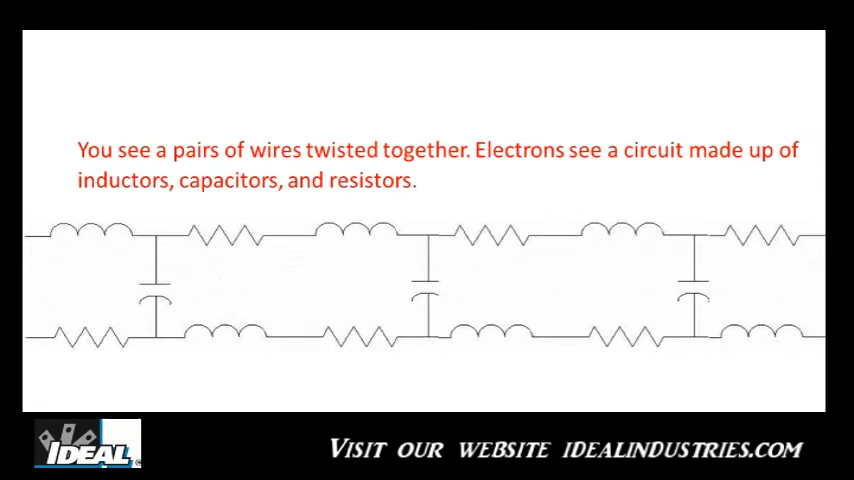 You see a pairs of wires twisted together. Electrons see a circuit made up of
inductors, capacitors, and resistors.
IDEAL
VISIT OUR WEBSITE IDEALINDUSTRIES.COM